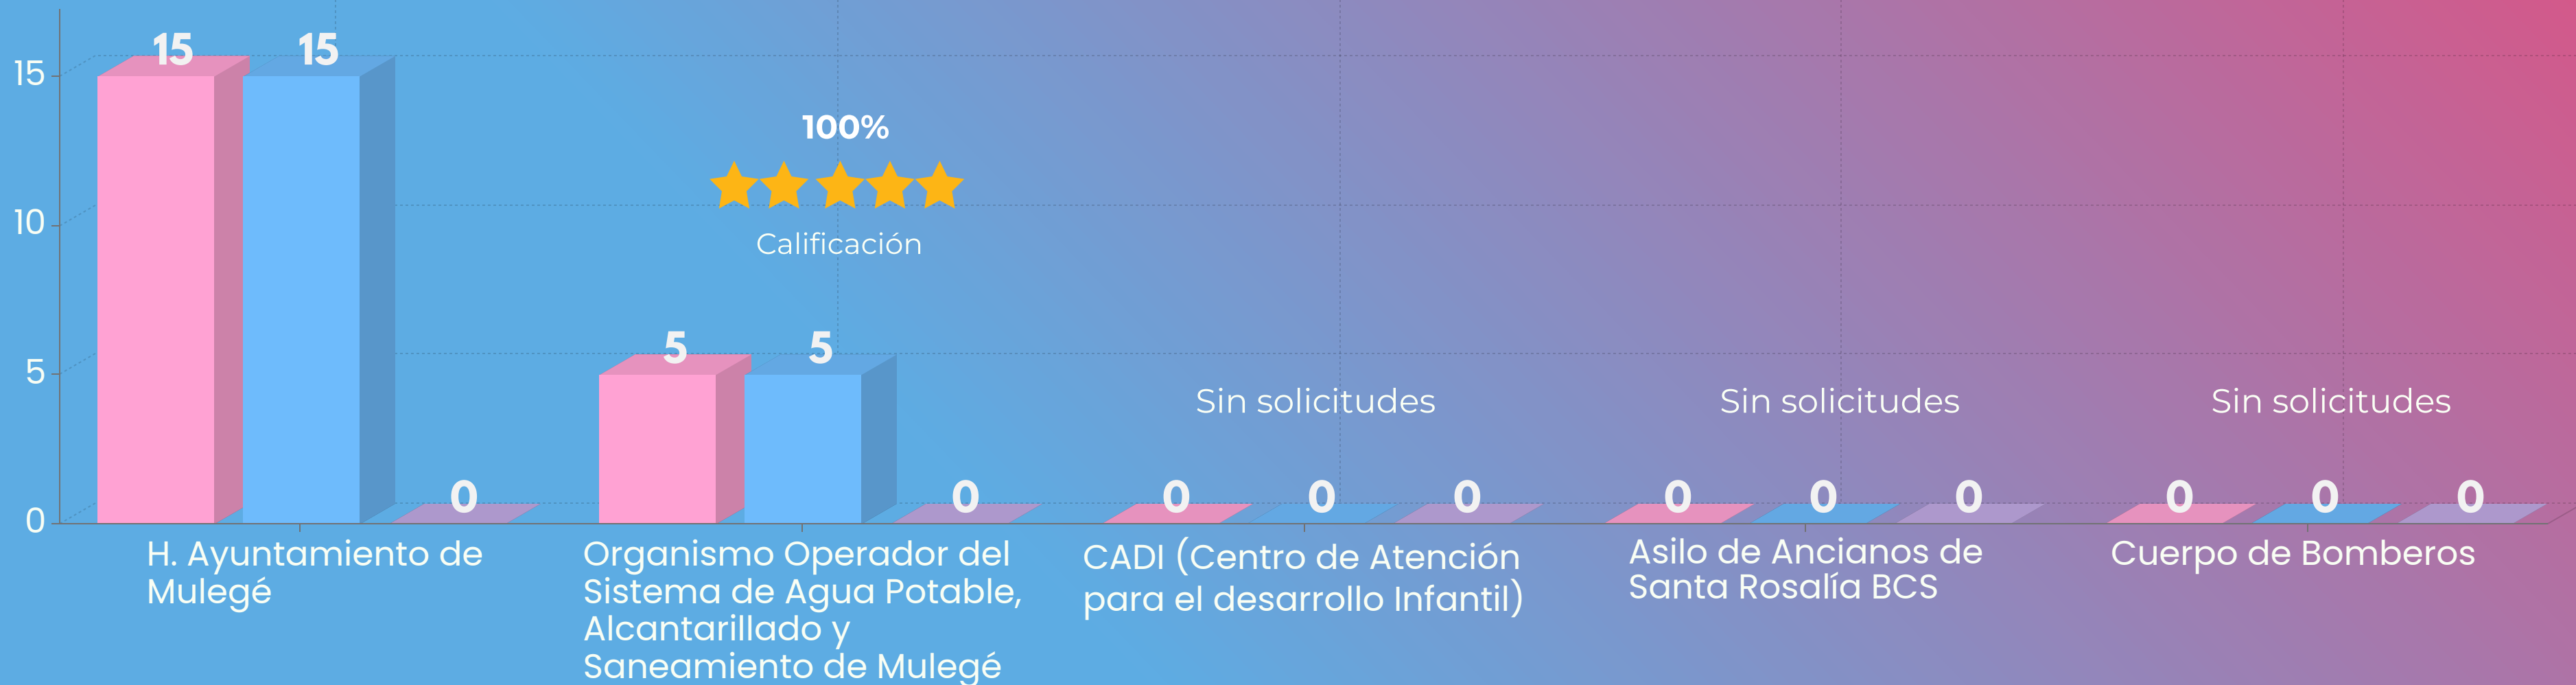 15
10
5
0
15
15
0
100%
Calificación
5
5
0
Sin solicitudes
0
0
0
Sin solicitudes
0
0
0
Sin solicitudes
0
0
0
H. Ayuntamiento de
Mulegé
Organismo Operador del
Sistema de Agua Potable,
Alcantarillado y
Saneamiento de Mulegé
CADI (Centro de Atención
para el desarrollo Infantil)
Asilo de Ancianos de
Santa Rosalía BCS
Cuerpo de Bomberos